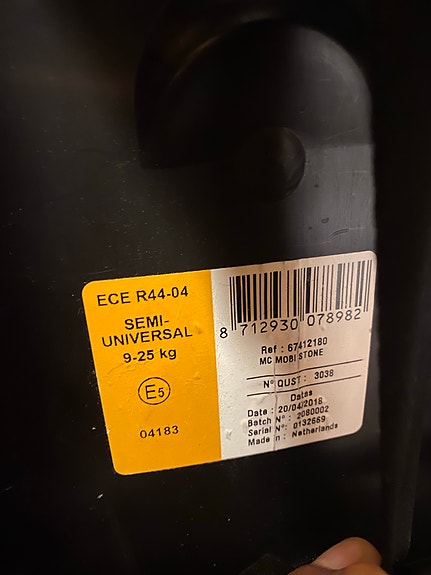 ECE R44-04
SEMI-
UNIVERSAL
9-25 kg
E5
04183
8 712930 078982
Ref : 67412180
MC MOBI STONE
N° QUST : 3038
Datas
Date : 20/04/2018
Batch N° : 2080002
Serial N°: 0132669
Made in : Netherlands